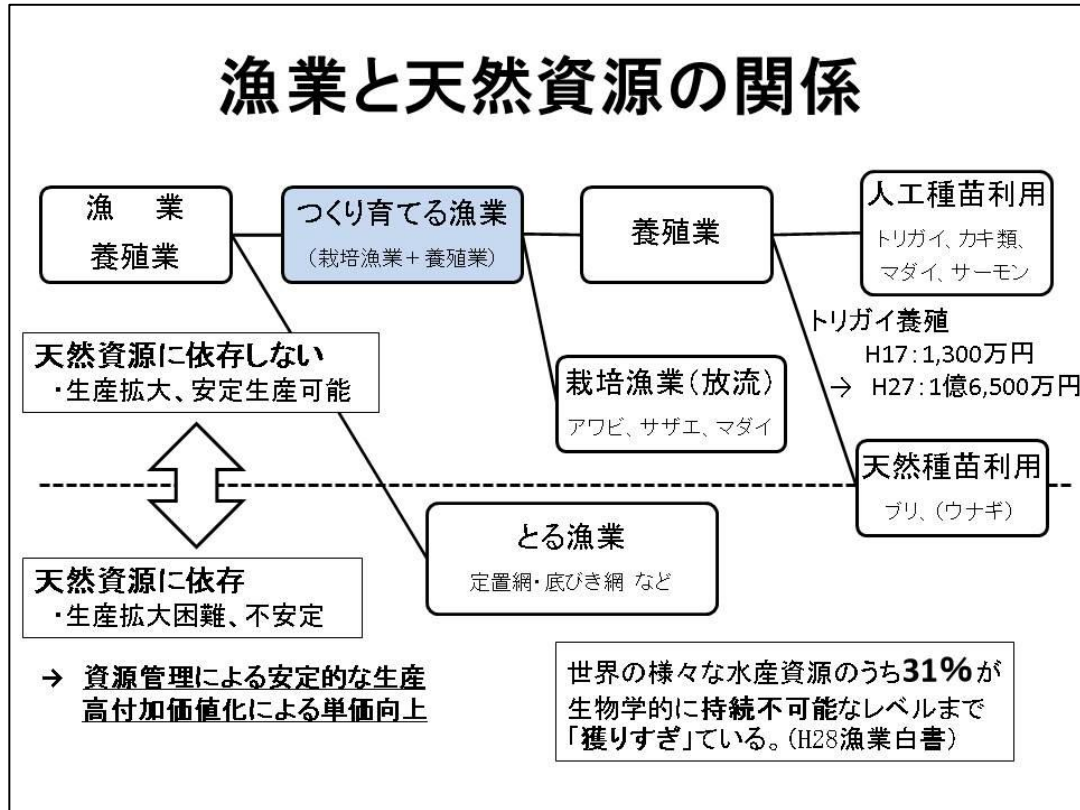 漁業と天然資源の関係
漁　業
養殖業
つくり育てる漁業
(栽培漁業＋養殖業)
養殖業
人工種苗利用
トリガイ、カキ類、
マダイ、サーモン
トリガイ養殖
H17：1,300万円
→ H27：1億6,500万円
天然資源に依存しない
・生産拡大、安定生産可能
栽培漁業(放流)
アワビ、サザエ、マダイ
天然種苗利用
ブリ、(ウナギ)
とる漁業
定置網・底びき網 など
天然資源に依存
・生産拡大困難、不安定
→ 資源管理による安定的な生産
高付加価値化による単価向上
世界の様々な水産資源のうち31%が
生物学的に持続不可能なレベルまで
「獲りすぎ」ている。(H28漁業白書)